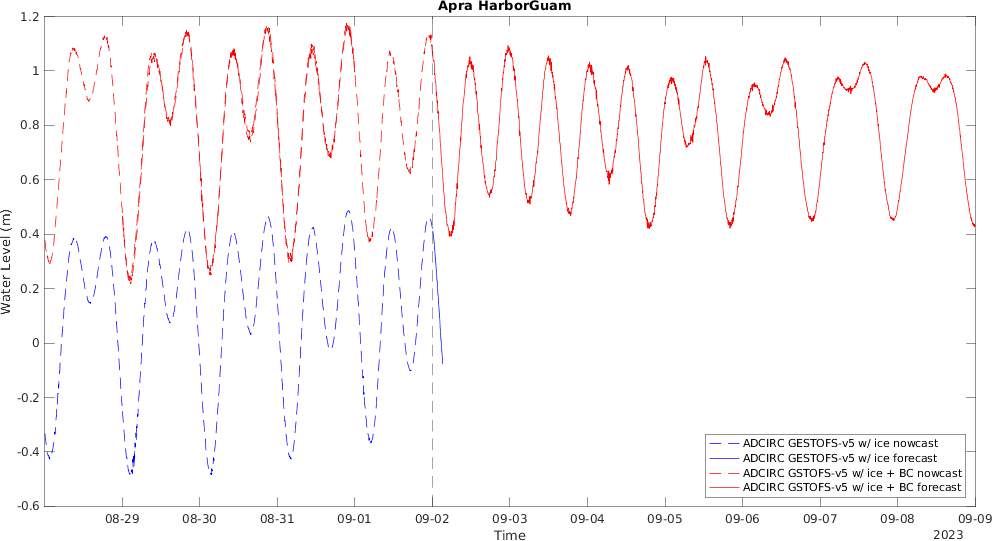 Apra HarborGuam
1.2
1
0.8
0.6
0.4
0.2
0
-0.2
-0.4
-0.6
Water Level (m)
ADCIRC GESTOFS-v5 w/ ice nowcast
ADCIRC GESTOFS-v5 w/ ice forecast
ADCIRC GSTOFS-v5 w/ ice + BC nowcast
ADCIRC GSTOFS-v5 w/ ice + BC forecast
08-29 08-30 08-31 09-01 09-02 09-03 09-04 09-05 09-06 09-07 09-08 09-09
Time
2023